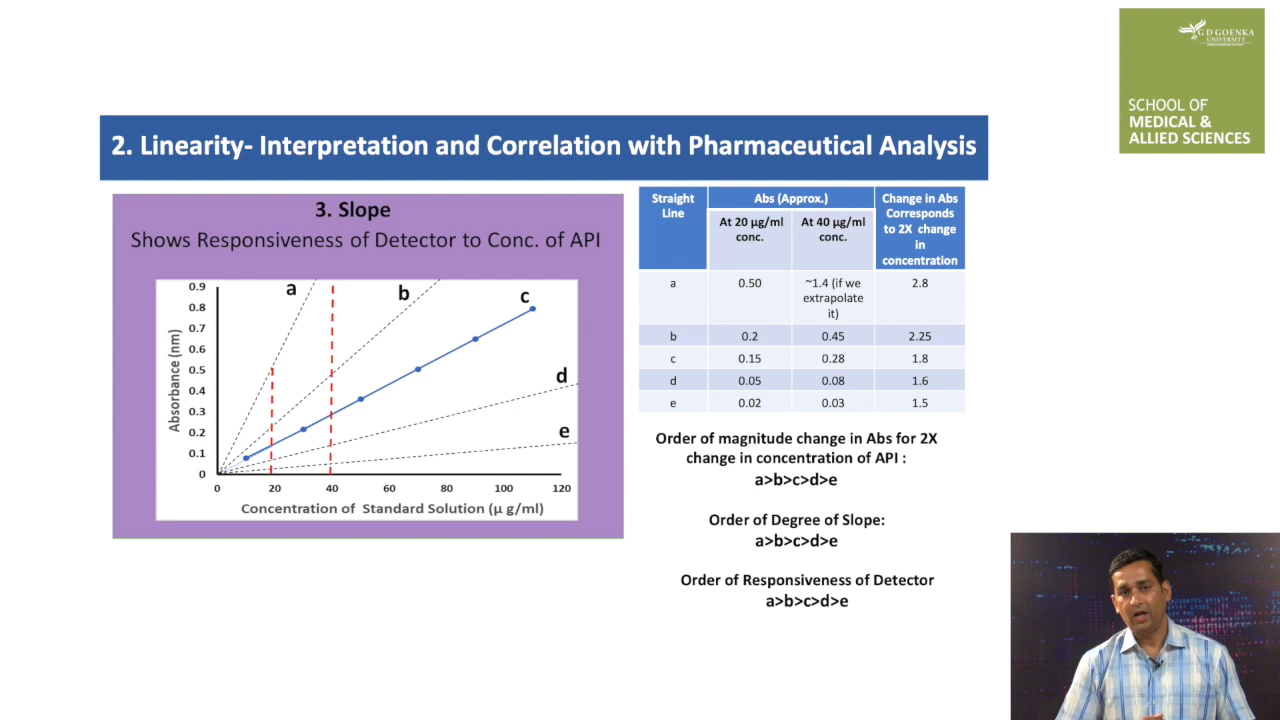 G D GOENKA
UNIVERSITY
SCHOOL OF
MEDICAL &
ALLIED SCIENCES
2. Linearity- Interpretation and Correlation with Pharmaceutical Analysis
3. Slope
Shows Responsiveness of Detector to Conc. of API
Absorbance (nm)
0.9
0.8
0.7
0.6
0.5
0.4
0.3
0.2
0.1
0
a
b
c
d
e
0 20 40 60 80 100 120
Concentration of Standard Solution (µ g/ml)
Straight Line
Abs (Approx.)
Change in Abs Corresponds to 2X change in concentration
At 20 µg/ml conc.
At 40 µg/ml conc.
a 0.50 ~1.4 (if we extrapolate it) 2.8
b 0.2 0.45 2.25
c 0.15 0.28 1.8
d 0.05 0.08 1.6
e 0.02 0.03 1.5
Order of magnitude change in Abs for 2X
change in concentration of API :
a>b>c>d>e
Order of Degree of Slope:
a>b>c>d>e
Order of Responsiveness of Detector
a>b>c>d>e